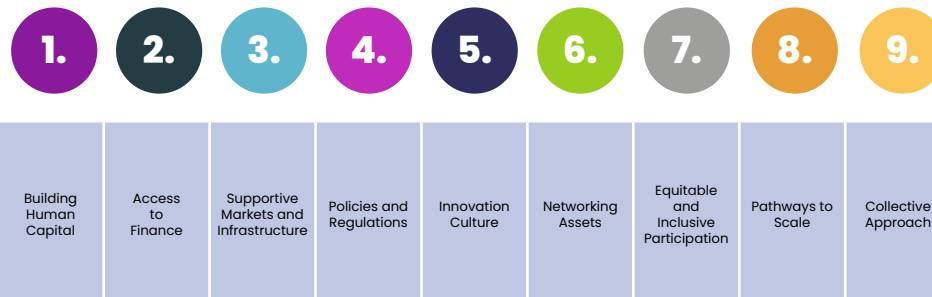 1.
2.
3.
4.
5.
6.
7.
8.
9.
Building
Human
Capital
Access
to
Finance
Supportive
Markets and
Infrastructure
Policies and
Regulations
Innovation
Culture
Networking
Assets
Equitable
and
Inclusive
Participation
Pathways to
Scale
Collective
Approach